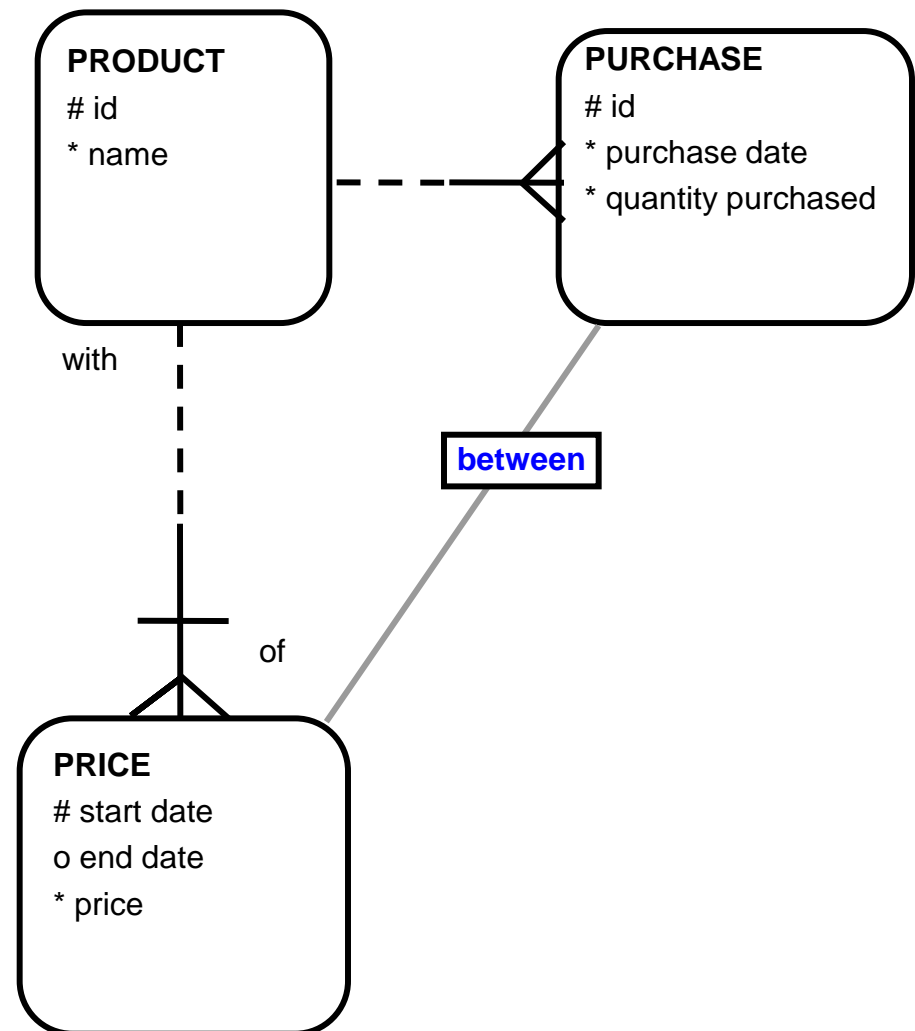 PRODUCT
# id
* name
PURCHASE
# id
* purchase date
* quantity purchased
with
between
of
PRICE
# start date
o end date
* price